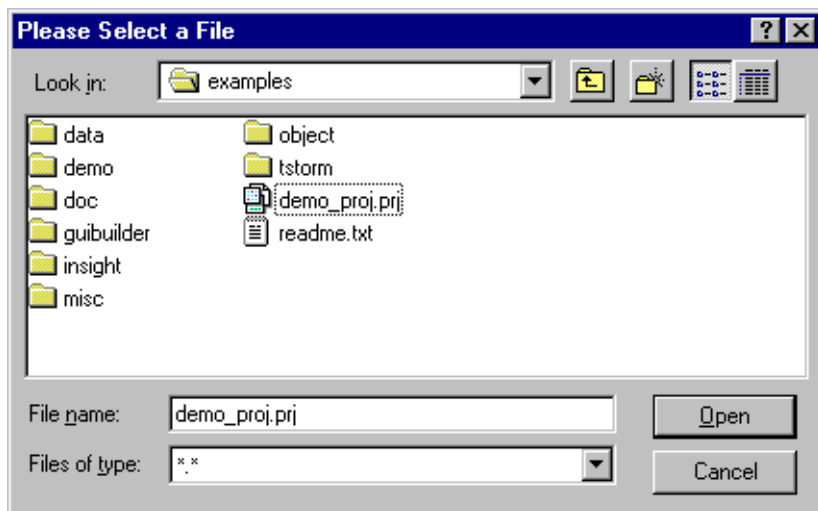 Please Select a File
Look in: examples
data
demo
doc
guibuilder
insight
misc
object
tstorm
demo_proj.prj
readme.txt
File name: demo_proj.prj Open
Files of type: *.* Cancel